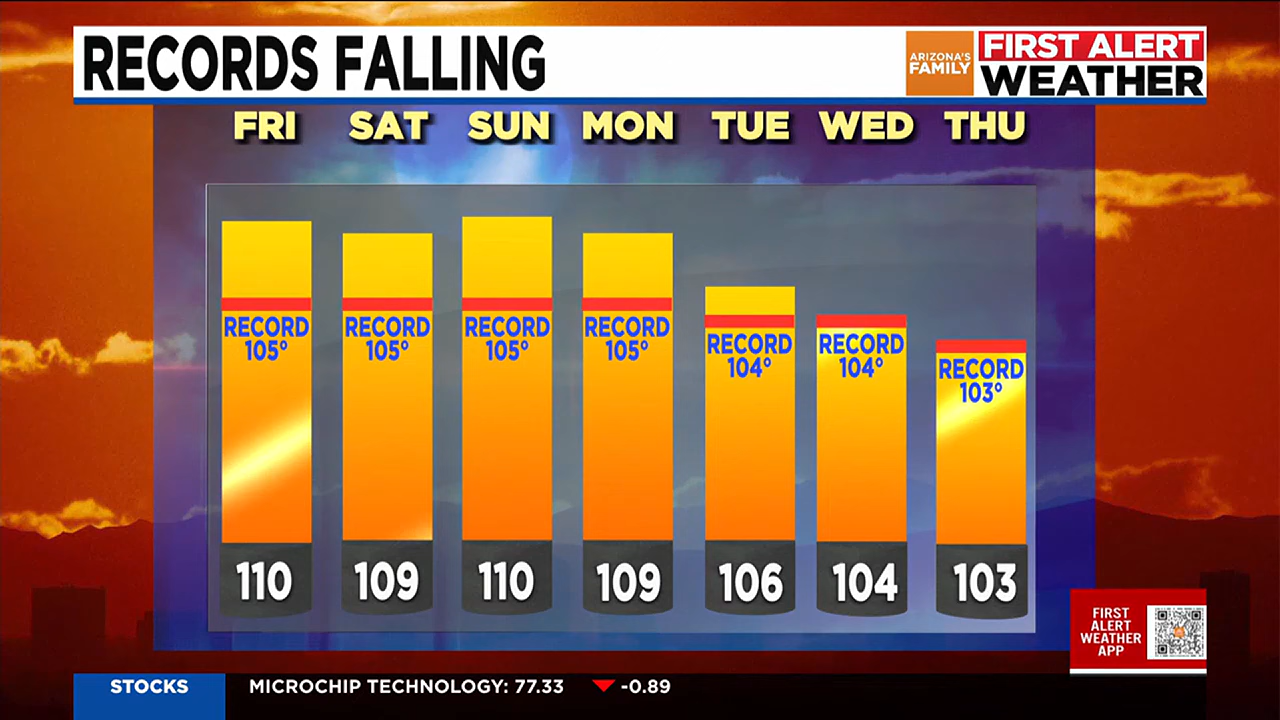 RECORDS FALLING
ARIZONA'S
FAMILY
FIRST ALERT
WEATHER
FRI SAT SUN MON TUE WED THU
RECORD 105°
RECORD 105°
RECORD 105°
RECORD 105°
RECORD 104°
RECORD 104°
RECORD 103°
110 109 110 109 106 104 103
FIRST
ALERT
WEATHER
APP
STOCKS MICROCHIP TECHNOLOGY: 77.33 ▼ -0.89